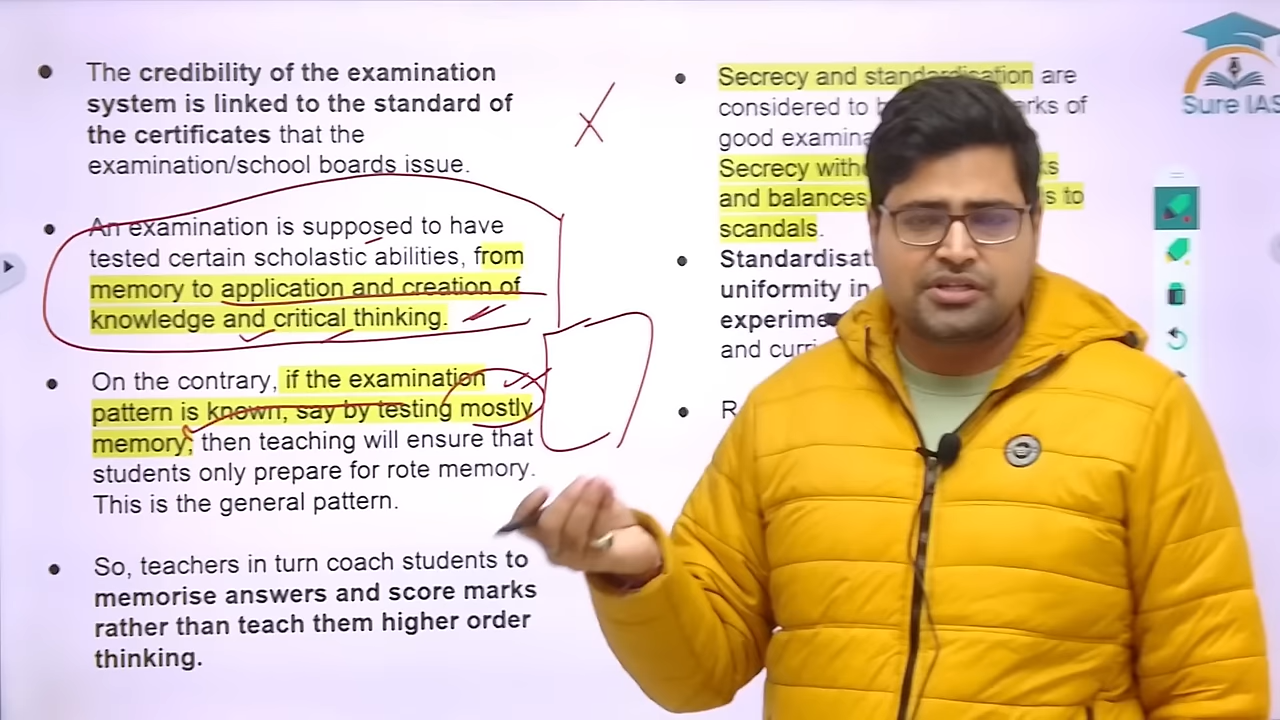 The credibility of the examination
system is linked to the standard of
the certificates that the
examination/school boards issue.
An examination is supposed to have
tested certain scholastic abilities, from
memory to application and creation of
knowledge and critical thinking.
On the contrary, if the examination
pattern is known, say by testing mostly
memory, then teaching will ensure that
students only prepare for rote memory.
This is the general pattern.
So, teachers in turn coach students to
memorise answers and score marks
rather than teach them higher order
thinking.
Secrecy and standardisation are
considered to
good
Secrecy
and balances to
scandals.
uniformity in
and
Sure IAS